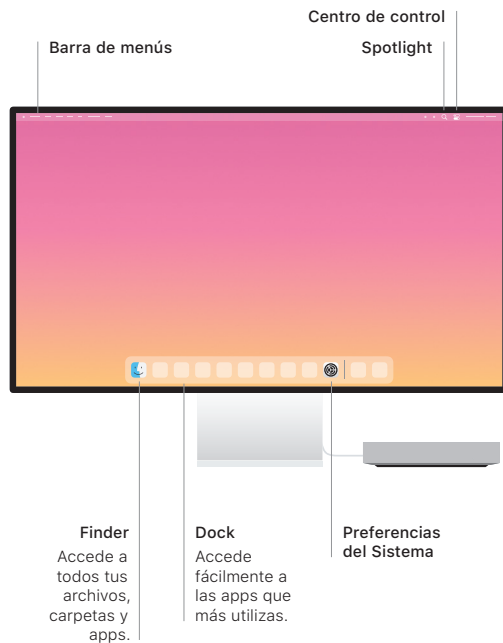 Centro de control
Barra de menús
Spotlight
Finder
Accede a
todos tus
archivos,
carpetas y
apps.
Dock
Accede
fácilmente a
las apps que
más utilizas.
Preferencias
del Sistema